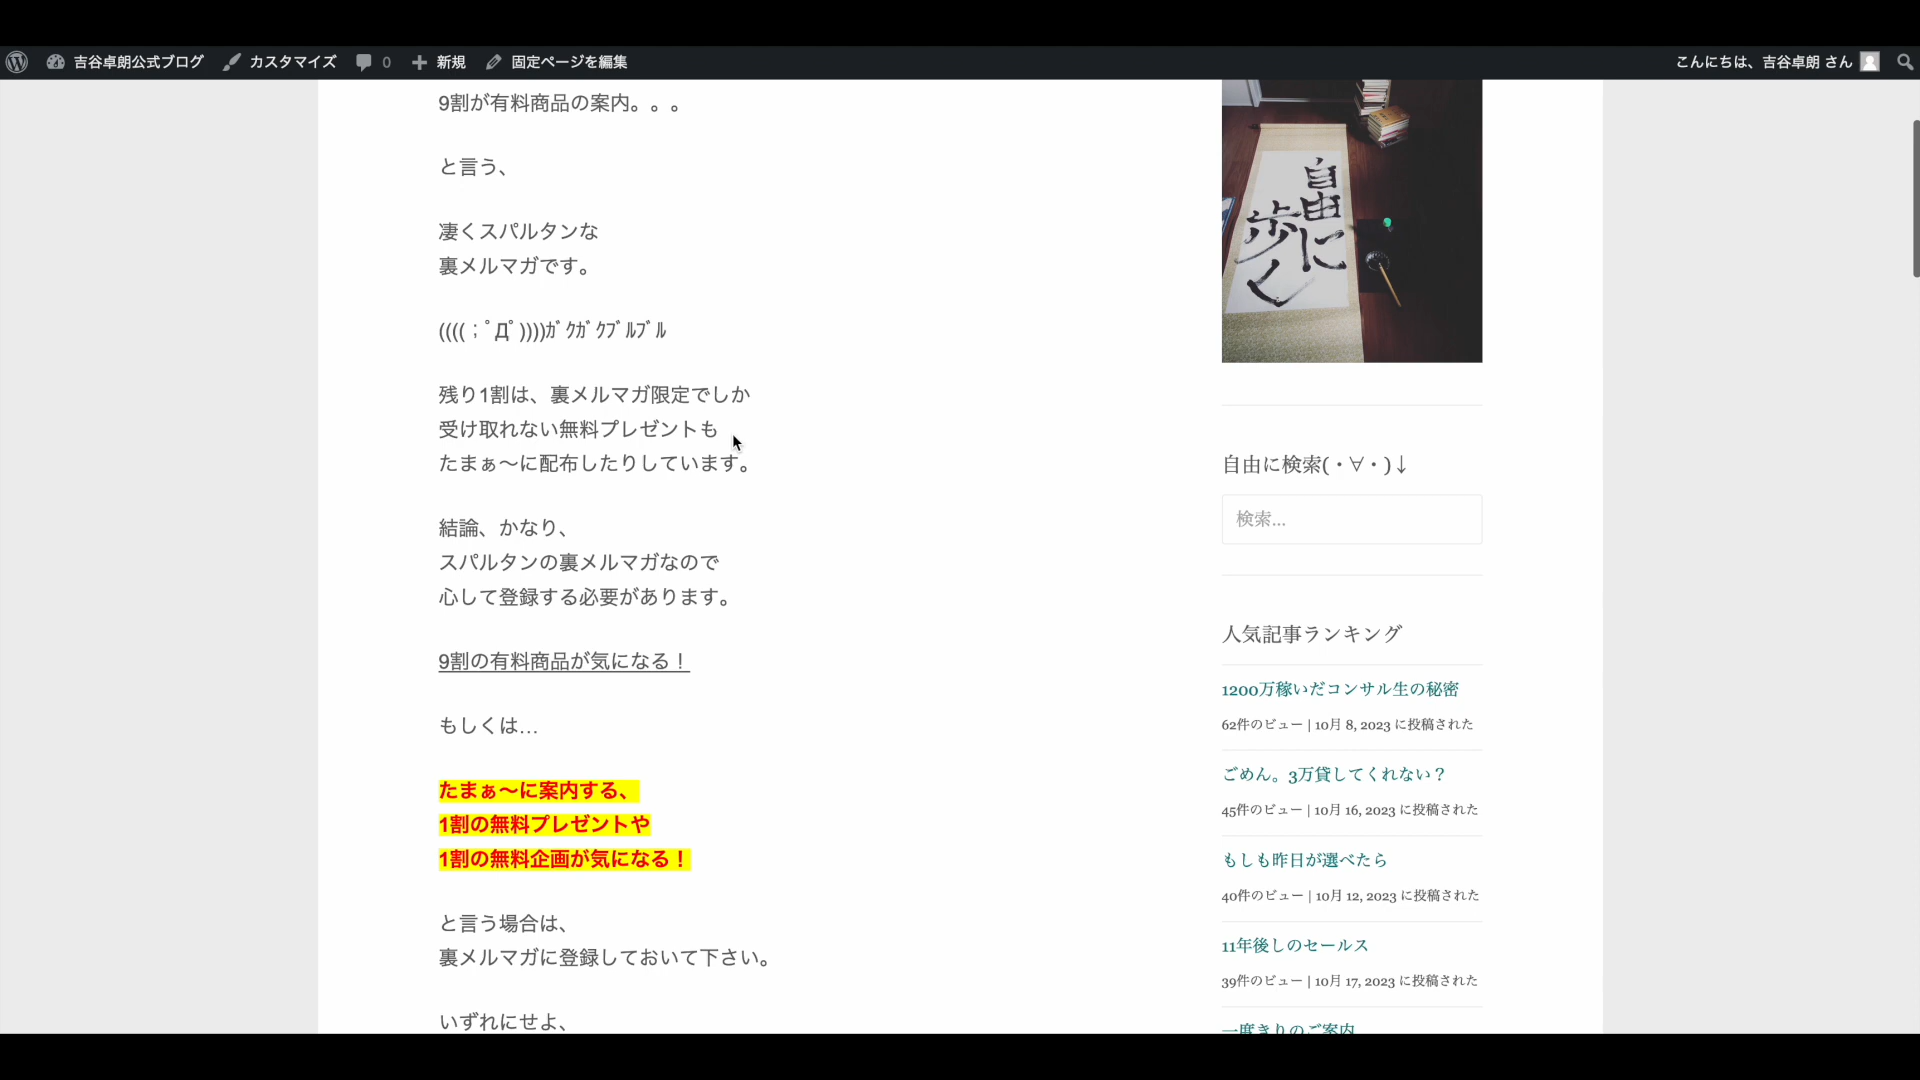 吉谷卓朗公式ブログ カスタマイズ 0 新規 固定ページを編集 こんにちは、吉谷卓朗 さん
9割が有料商品の案内。。。
と言う、
凄くスパルタンな
裏メルマガです。
((((；ﾟДﾟ))))ｶﾞｸｶﾞｸﾌﾞﾙﾌﾞﾙ
残り1割は、裏メルマガ限定でしか
受け取れない無料プレゼントも
たまぁ〜に配布したりしています。
結論、かなり、
スパルタンの裏メルマガなので
心して登録する必要があります。
9割の有料商品が気になる！
もしくは…
たまぁ〜に案内する、
1割の無料プレゼントや
1割の無料企画が気になる！
と言う場合は、
裏メルマガに登録しておいて下さい。
いずれにせよ、
自由に
歩く
自由に検索(・∀・)↓
検索...
人気記事ランキング
1200万稼いだコンサル生の秘密
62件のビュー | 10月 8, 2023 に投稿された
ごめん。3万貸してくれない？
45件のビュー | 10月 16, 2023 に投稿された
もしも昨日が選べたら
40件のビュー | 10月 12, 2023 に投稿された
11年後しのセールス
39件のビュー | 10月 17, 2023 に投稿された
一度きりのご案内